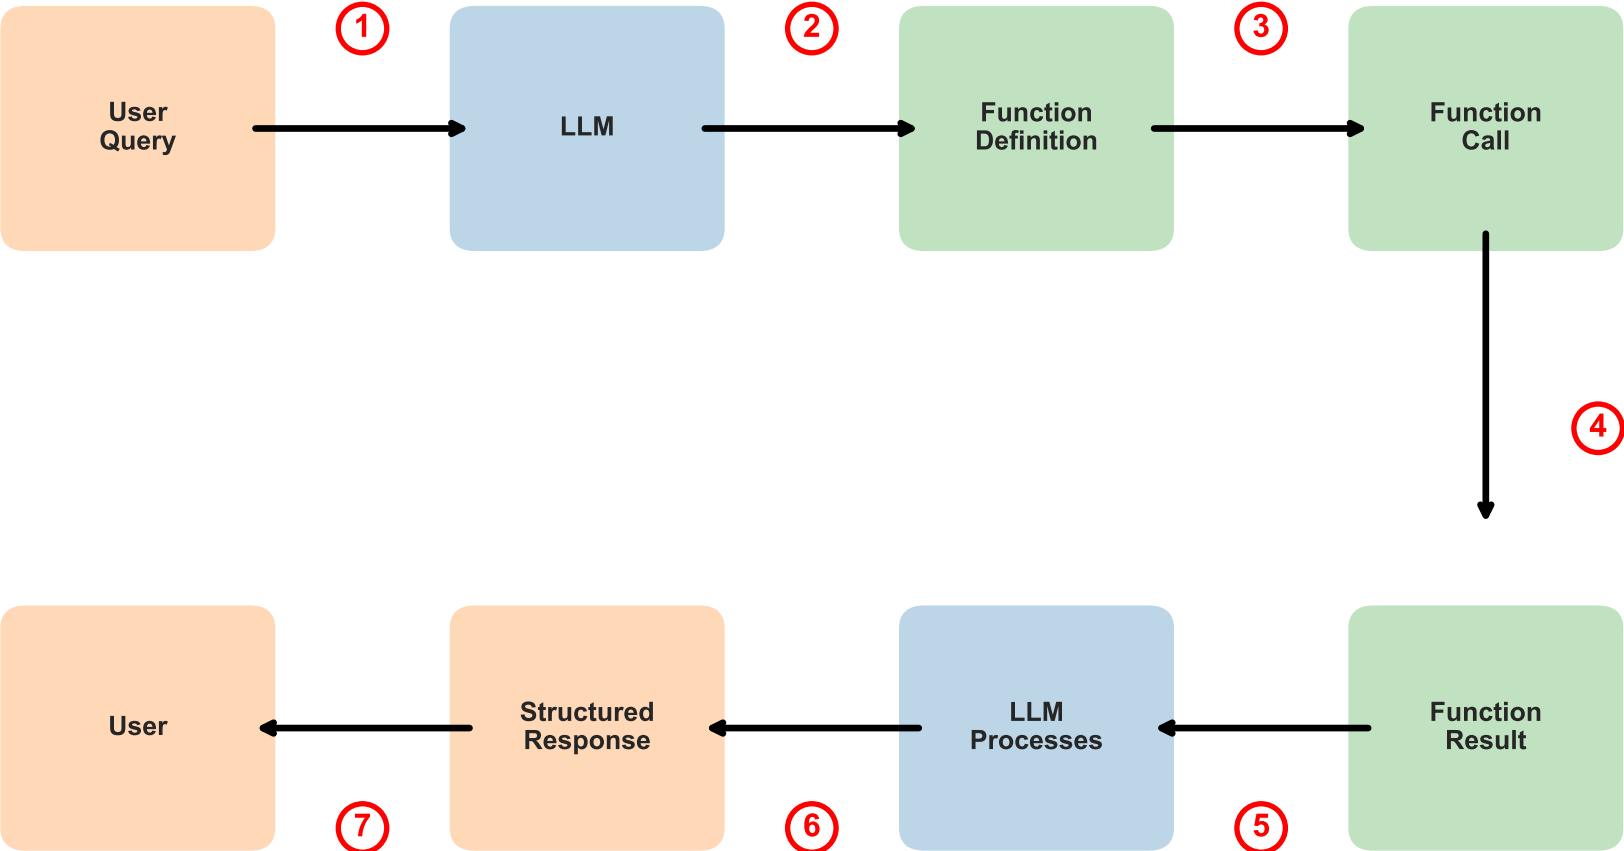 1
2
3
User
Query
LLM
Function
Definition
Function
Call
4
User
Structured
Response
LLM
Processes
Function
Result
7
6
5